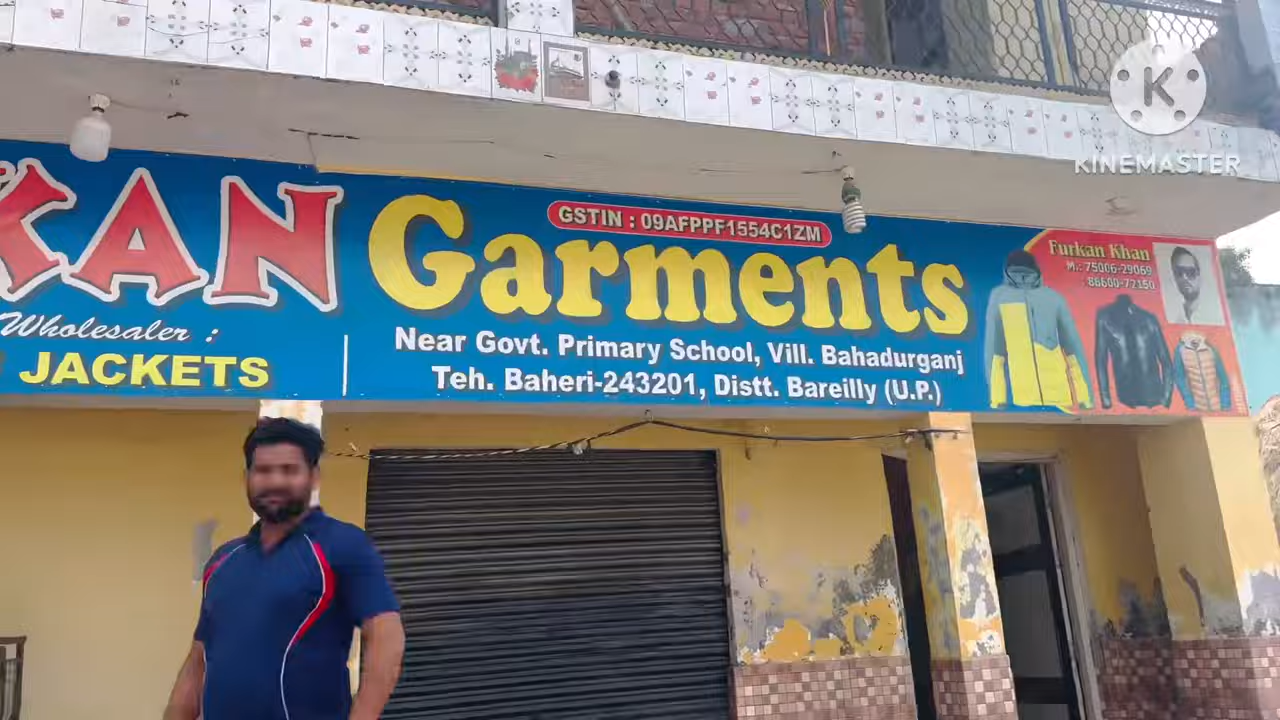 K
KINEMASTER
KAN Garments
GSTIN : 09AFPPF1554C1ZM
Wholesaler :
JACKETS
Near Govt. Primary School, Vill. Bahadurganj
Teh. Baheri-243201, Distt. Bareilly (U.P.)
Furkan Khan
M.: 75006-29069
86600-72150